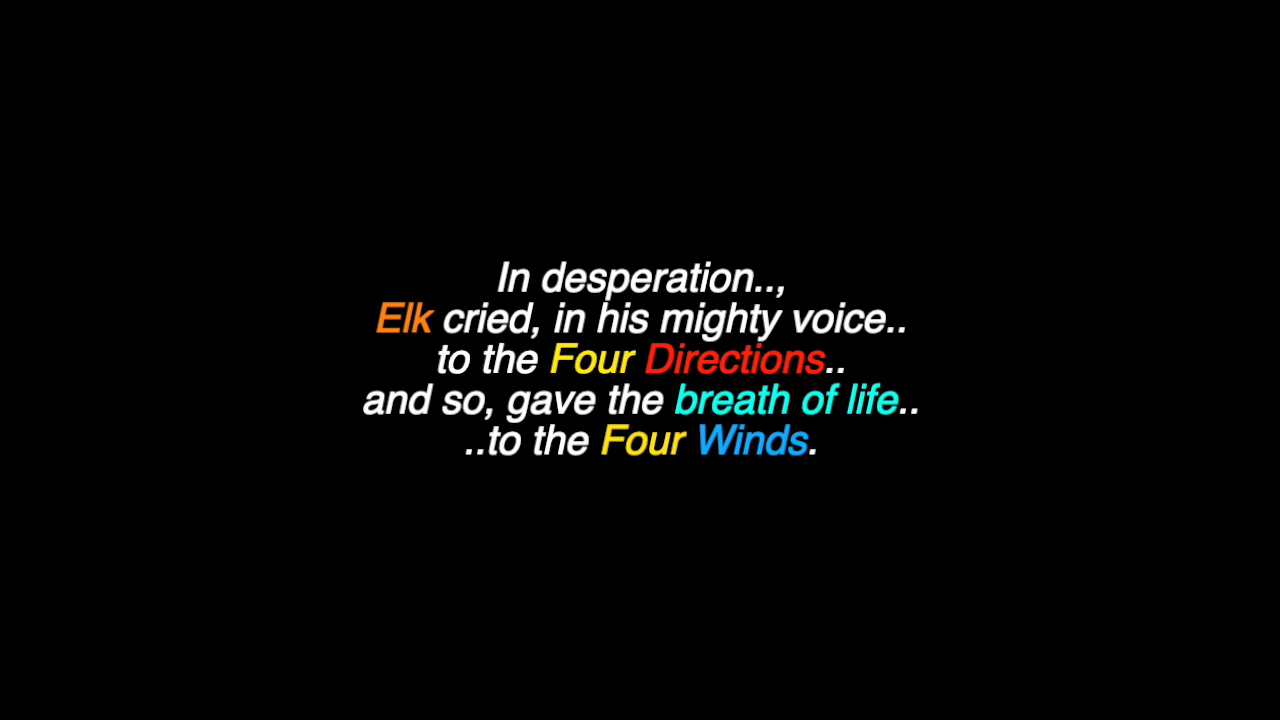 In desperation..,
Elk cried, in his mighty voice..
to the Four Directions..
and so, gave the breath of life..
..to the Four Winds.